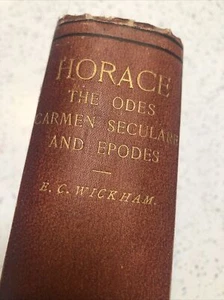 HORACE
THE ODES
CARMEN SECULARE
AND EPODES
E. C. WICKHAM.